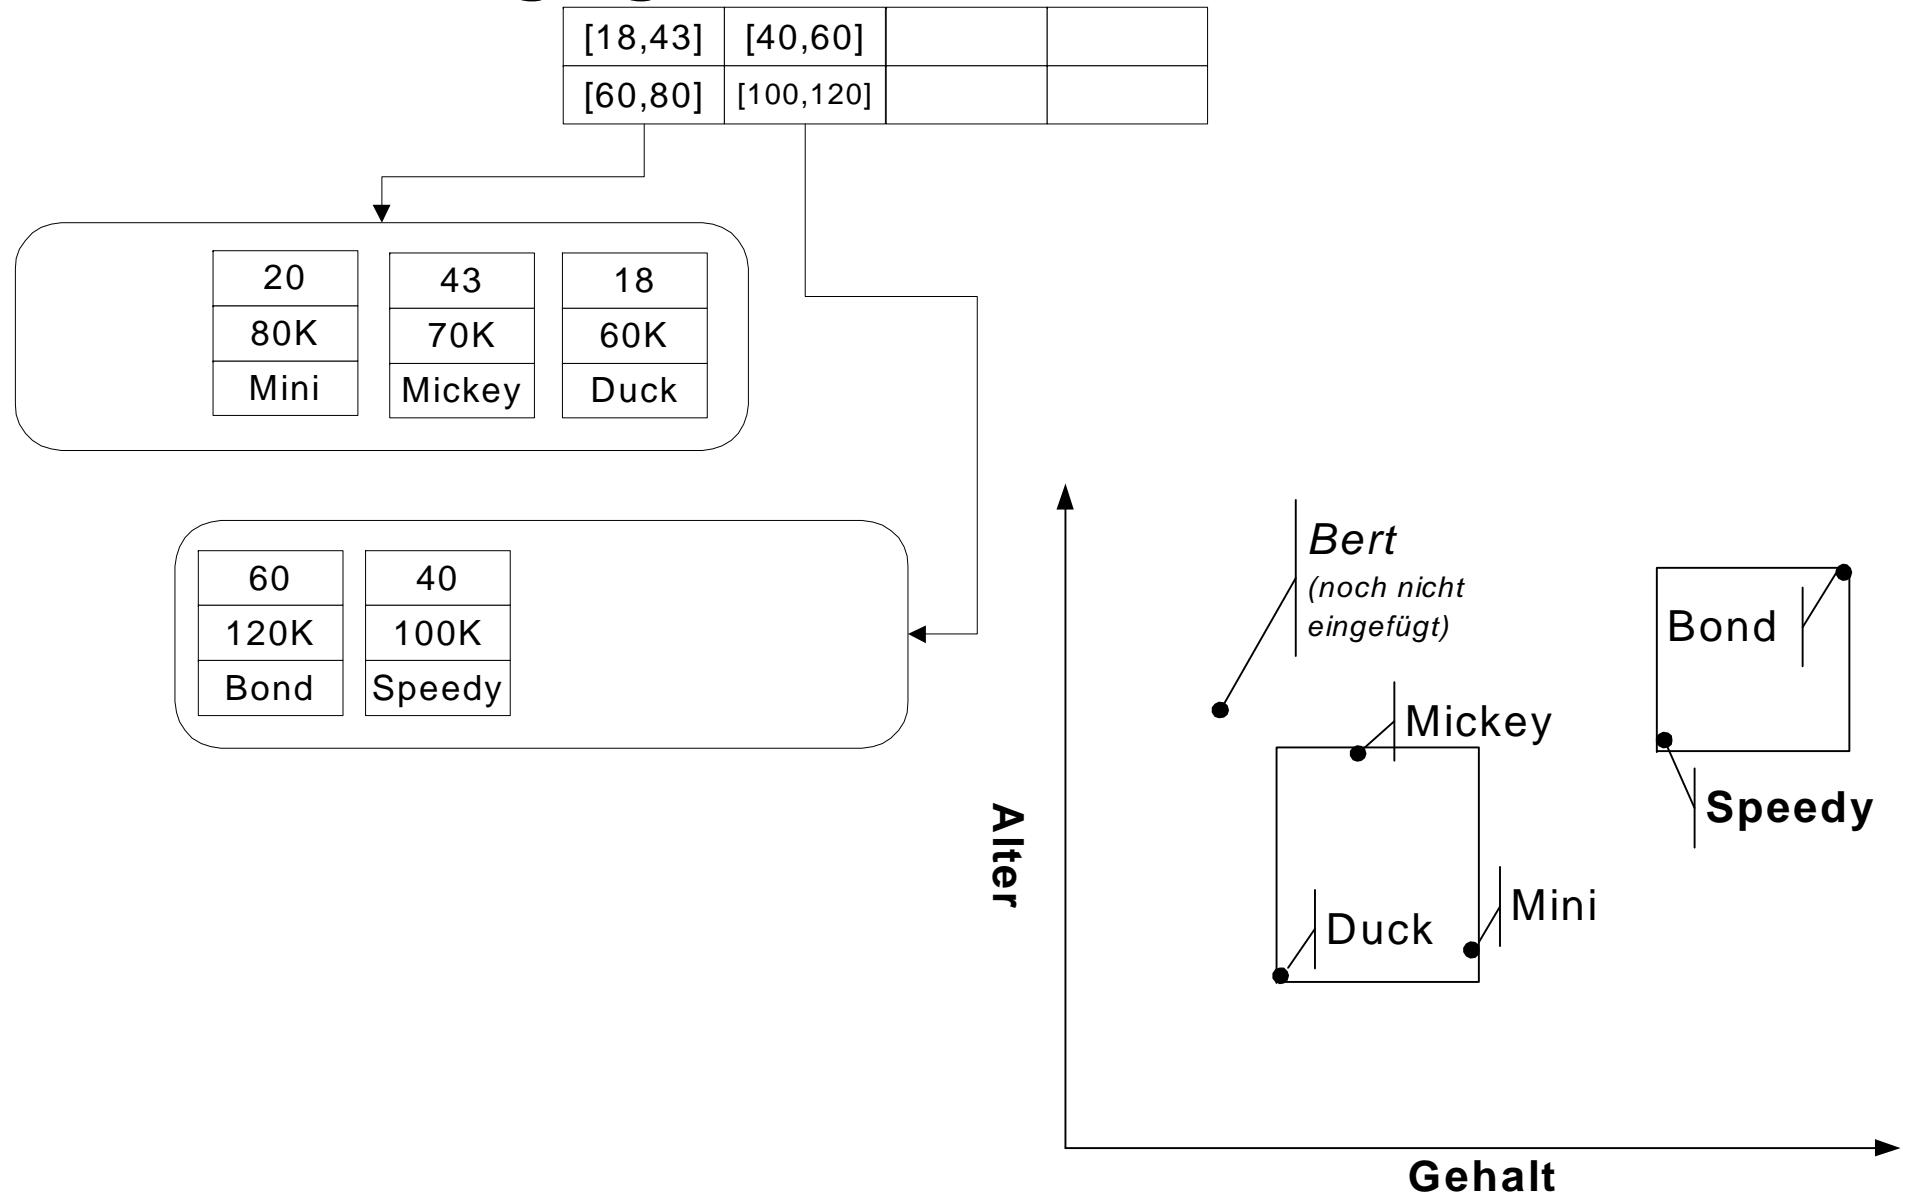 [18,43] [40,60]
[60,80] [100,120]
20 43 18
80K 70K 60K
Mini Mickey Duck
60 40
120K 100K
Bond Speedy
Bert
(noch nicht
eingefügt)
Bond
Mickey
Speedy
Alter
Mini
Duck
Gehalt